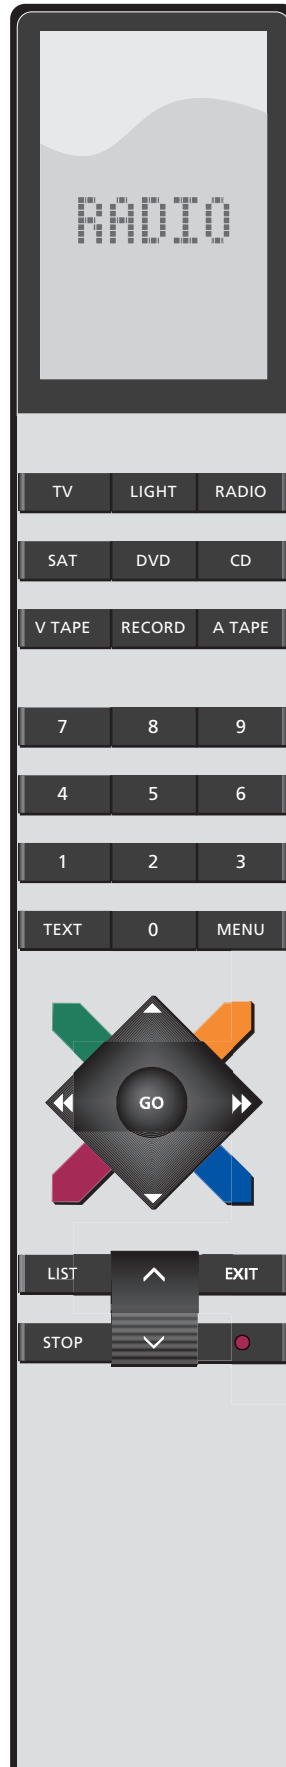 RADIO
TV LIGHT RADIO
SAT DVD CD
V TAPE RECORD A TAPE
7 8 9
4 5 6
1 2 3
TEXT 0 MENU
GO
LIST EXIT
STOP